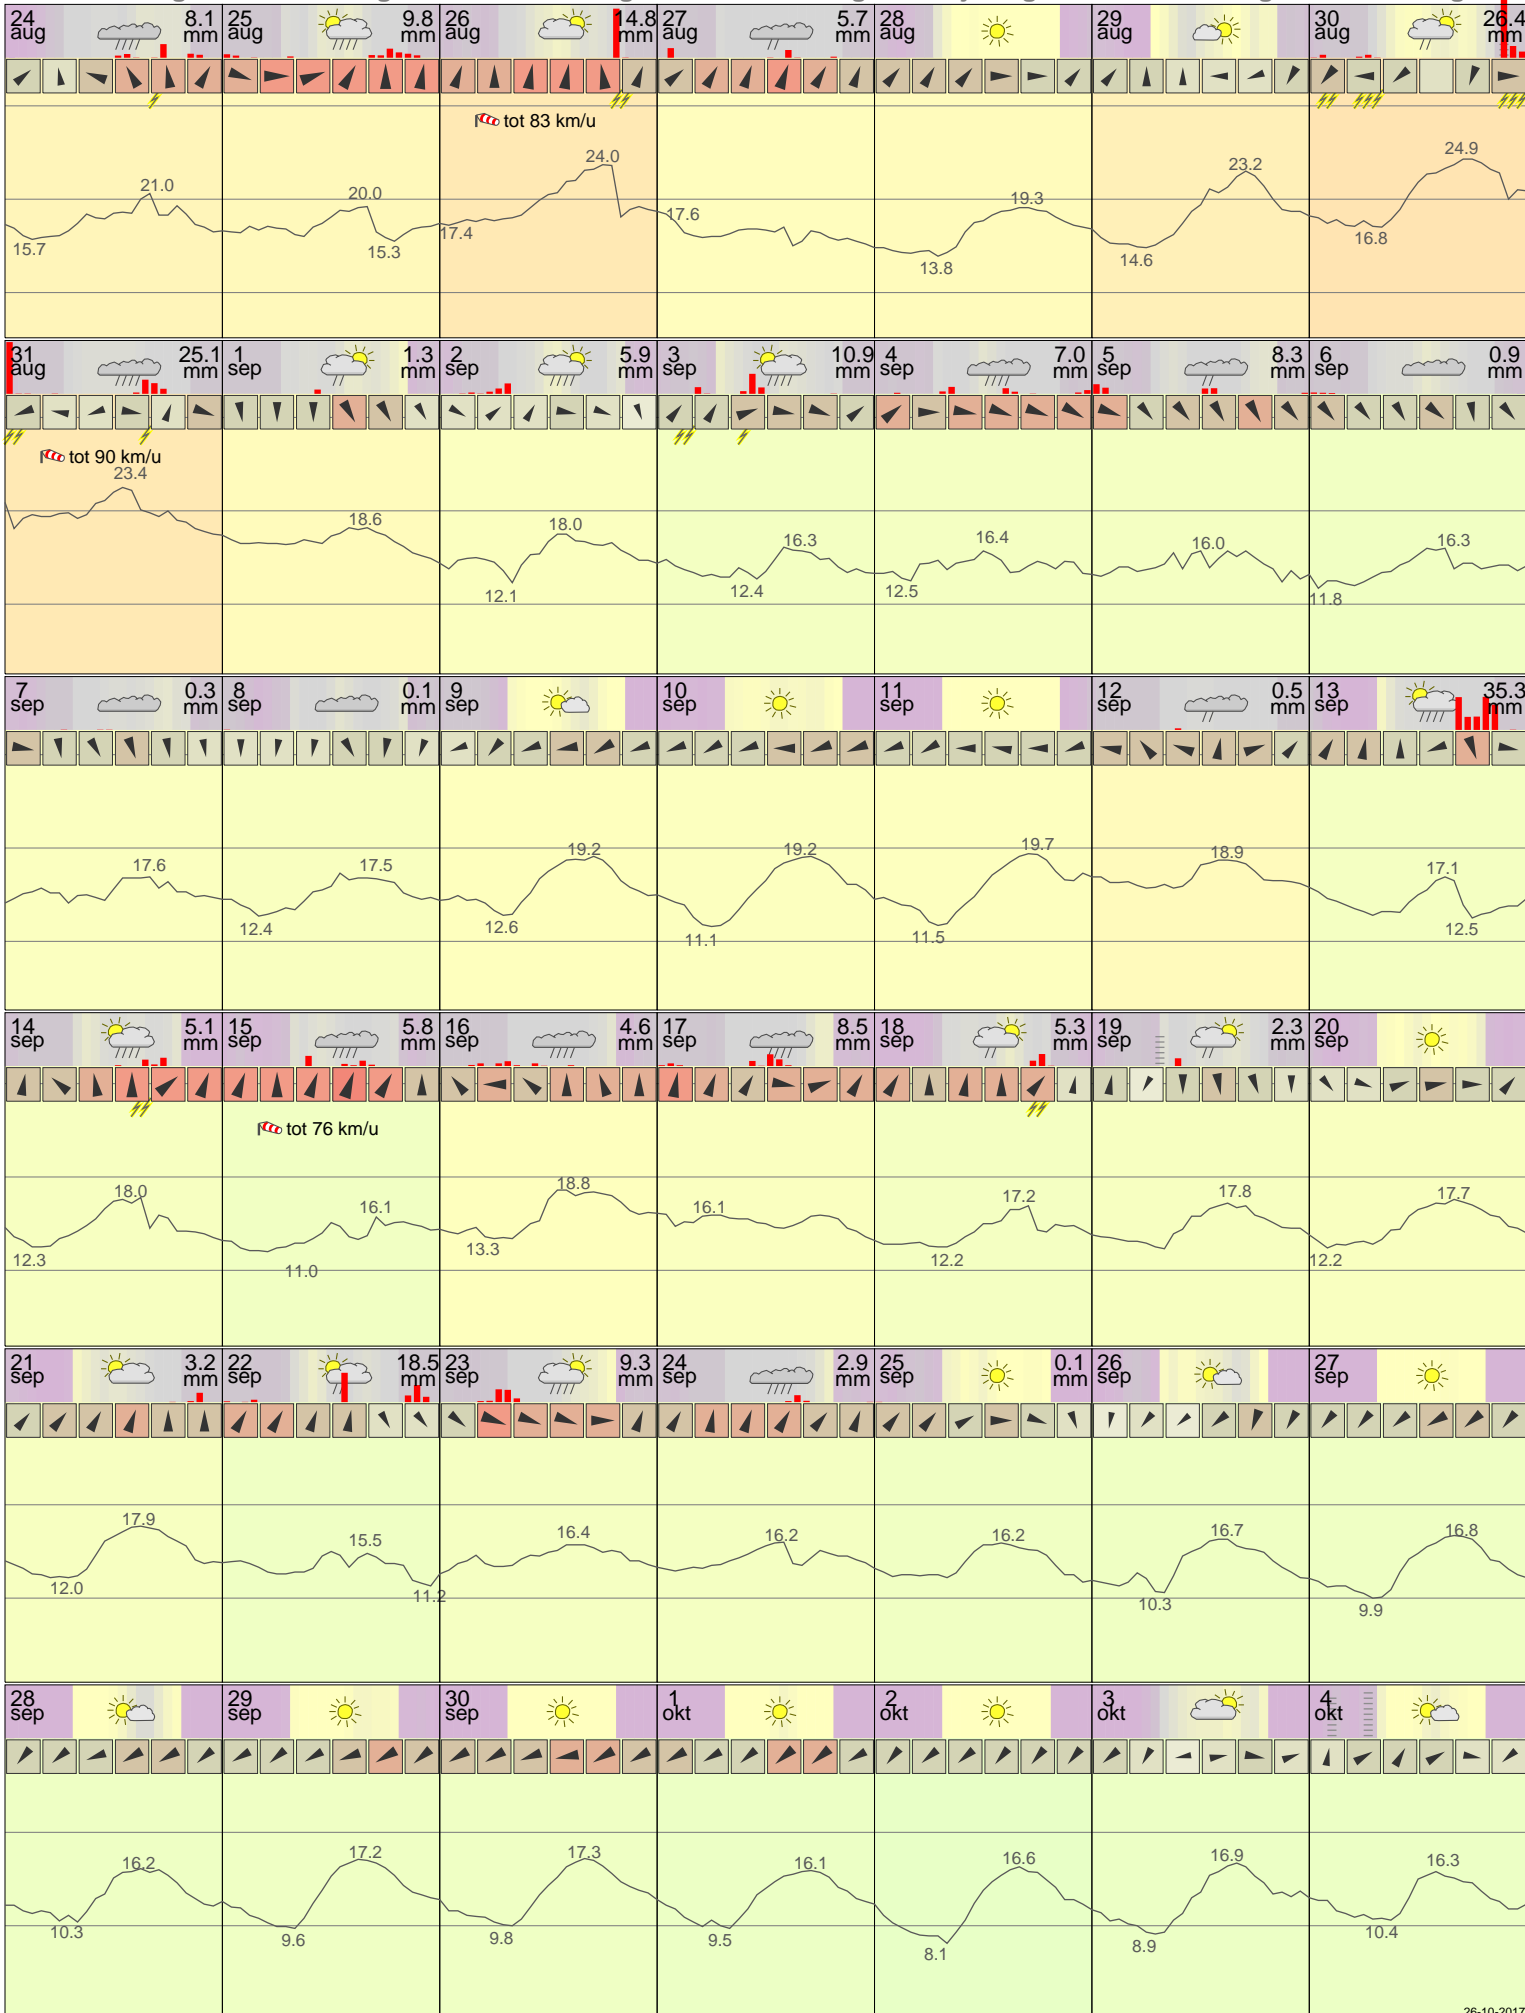 24 aug 8.1 mm 25 aug 9.8 mm 26 aug 14.8 mm 27 aug 5.7 mm 28 aug 29 aug 30 aug 26.4 mm
tot 83 km/u
15.7 21.0 20.0 15.3 17.4 24.0 17.6 19.3 13.8 14.6 23.2 16.8 24.9
31 aug 25.1 mm 1 sep 1.3 mm 2 sep 5.9 mm 3 sep 10.9 mm 4 sep 7.0 mm 5 sep 8.3 mm 6 sep 0.9 mm
tot 90 km/u
23.4 18.6 12.1 18.0 12.4 16.3 12.5 16.4 16.0 11.8 16.3
7 sep 0.3 mm 8 sep 0.1 mm 9 sep 10 sep 11 sep 12 sep 0.5 mm 13 sep 35.3 mm
17.6 12.4 17.5 12.6 19.2 11.1 19.2 11.5 19.7 18.9 17.1 12.5
14 sep 5.1 mm 15 sep 5.8 mm 16 sep 4.6 mm 17 sep 8.5 mm 18 sep 5.3 mm 19 sep 2.3 mm 20 sep
tot 76 km/u
12.3 18.0 11.0 16.1 13.3 18.8 16.1 12.2 17.2 17.8 12.2 17.7
21 sep 3.2 mm 22 sep 18.5 mm 23 sep 9.3 mm 24 sep 2.9 mm 25 sep 0.1 mm 26 sep 27 sep
12.0 17.9 15.5 11.2 16.4 16.2 16.2 10.3 16.7 9.9 16.8
28 sep 29 sep 30 sep 1 okt 2 okt 3 okt 4 okt
10.3 16.2 9.6 17.2 9.8 17.3 9.5 16.1 8.1 16.6 8.9 16.9 10.4 16.3
26-10-2017